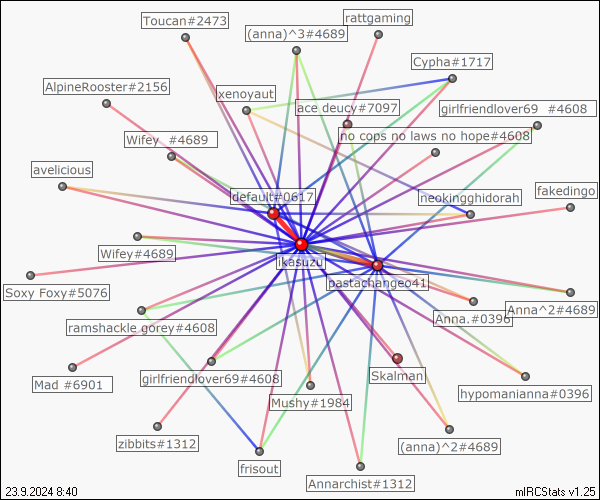 rattgaming
Toucan#2473
(anna)^3#4689
Cypha#1717
AlpineRooster#2156
xenoyaut
ace deucy#7097
girlfriendlover69 #4608
Wifey #4689
no cops no laws no hope#4608
avelicious
default#0617
neokingghidorah
fakedingo
Wifey#4689
ikasuzu
pastachangeo41
Soxy Foxy#5076
Anna.#0396
Anna^2#4689
ramshackle gorey#4608
Mad #6901
girlfriendlover69#4608
Skalman
hypomanianna#0396
Mushy#1984
zibbits#1312
(anna)^2#4689
frisout
Annarchist#1312
23.9.2024 8:40
mIRCStats v1.25